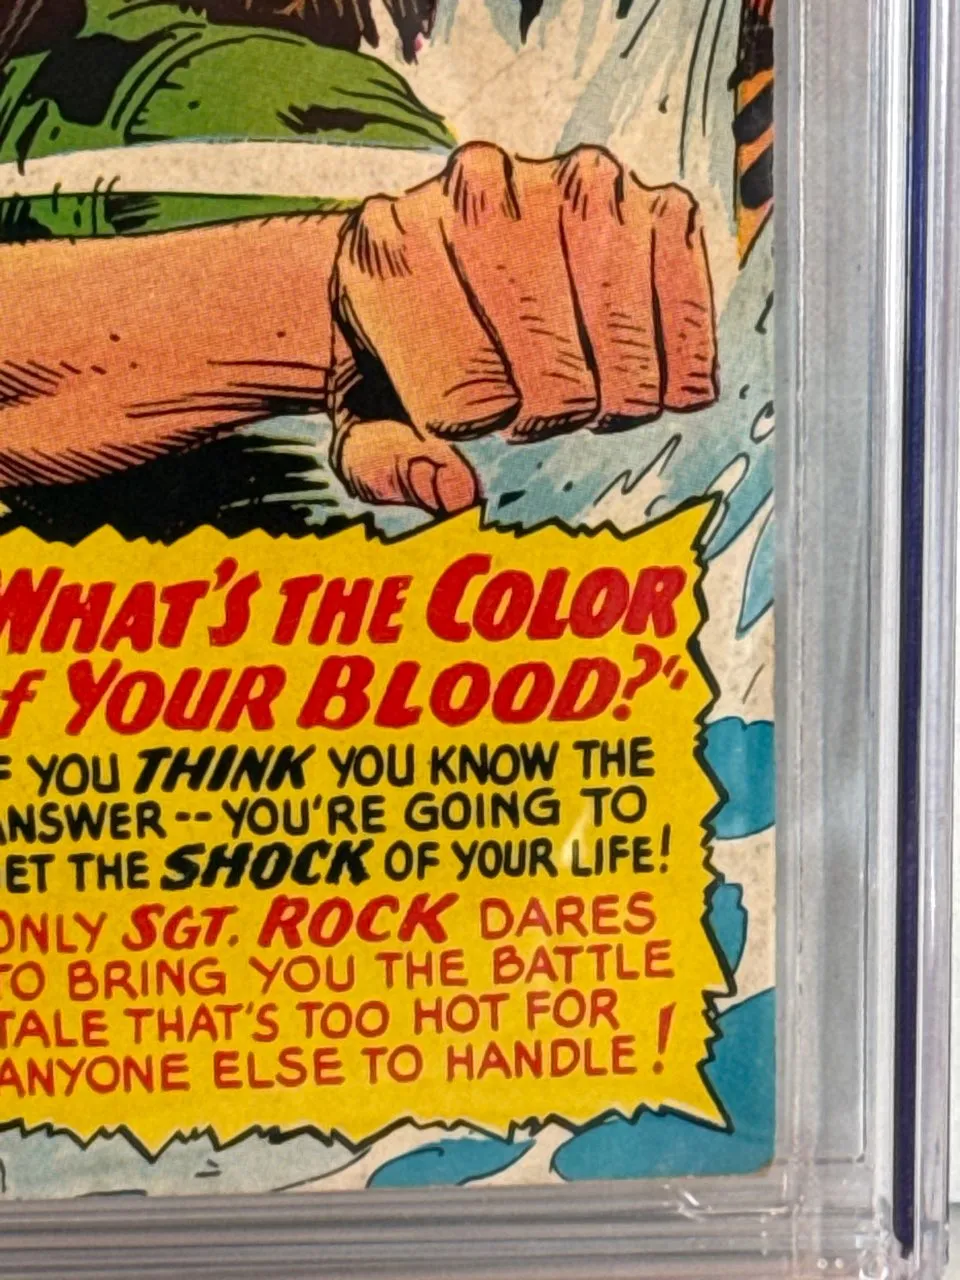 WHAT'S THE COLOR
f YOUR BLOOD?"
F YOU THINK YOU KNOW THE
ANSWER--YOU'RE GOING TO
ET THE SHOCK OF YOUR LIFE!
ONLY SGT. ROCK DARES
TO BRING YOU THE BATTLE
TALE THAT'S TOO HOT FOR
ANYONE ELSE TO HANDLE!